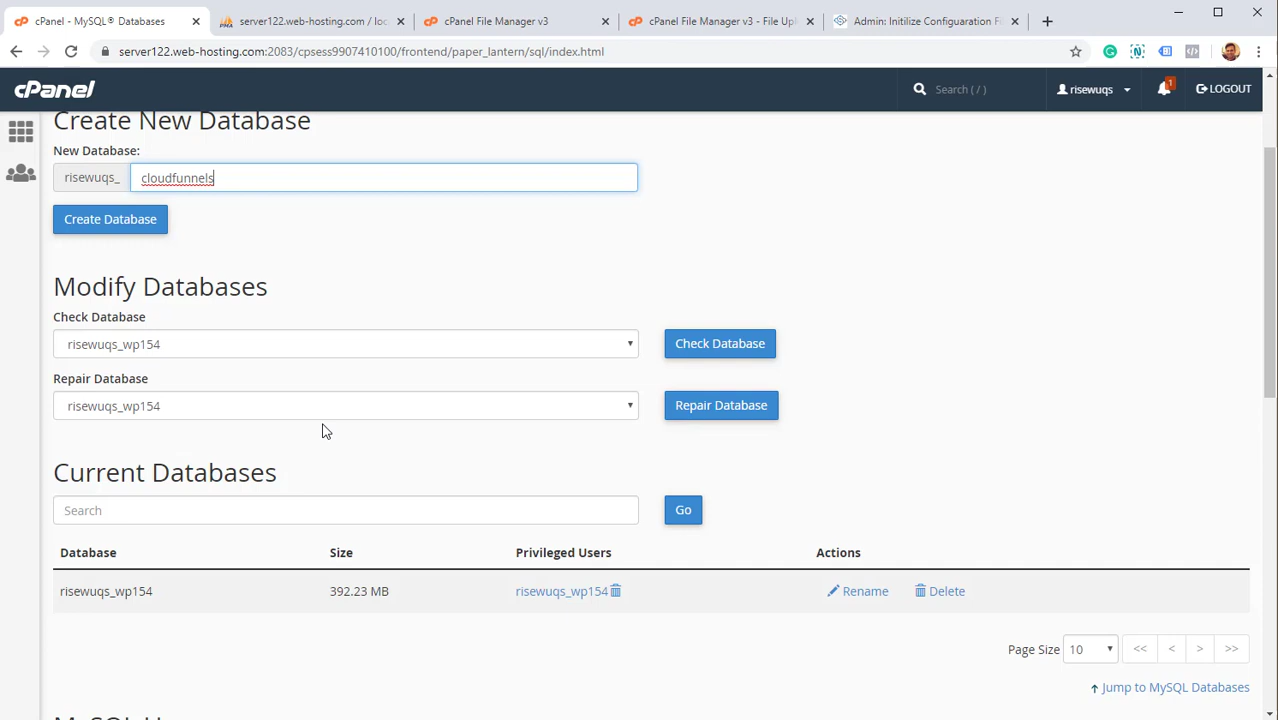 cPanel - MySQL® Databases
server122.web-hosting.com / loc
cPanel File Manager v3
cPanel File Manager v3 - File Upl
Admin: Initilize Configuaration Fi
server122.web-hosting.com:2083/cpsess9907410100/frontend/paper_lantern/sql/index.html
cPanel
Search ( / )
risewuqs
1
LOGOUT
Create New Database
New Database:
risewuqs_
cloudfunnels
Create Database
Modify Databases
Check Database
risewuqs_wp154
Check Database
Repair Database
risewuqs_wp154
Repair Database
Current Databases
Search
Go
Database Size Privileged Users Actions
risewuqs_wp154 392.23 MB risewuqs_wp154 Rename Delete
Page Size 10 << < > >>
Jump to MySQL Databases